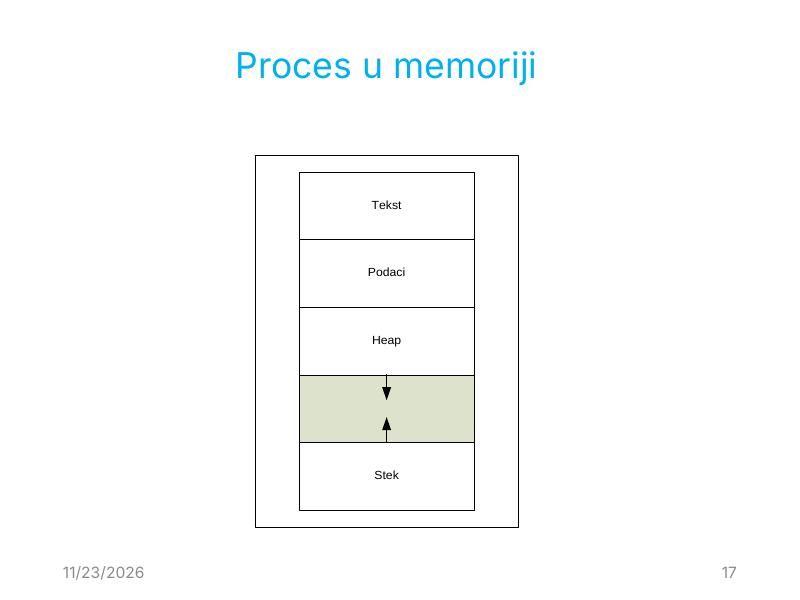 Proces u memoriji
Tekst
Podaci
Heap
Stek
11/23/2026
17